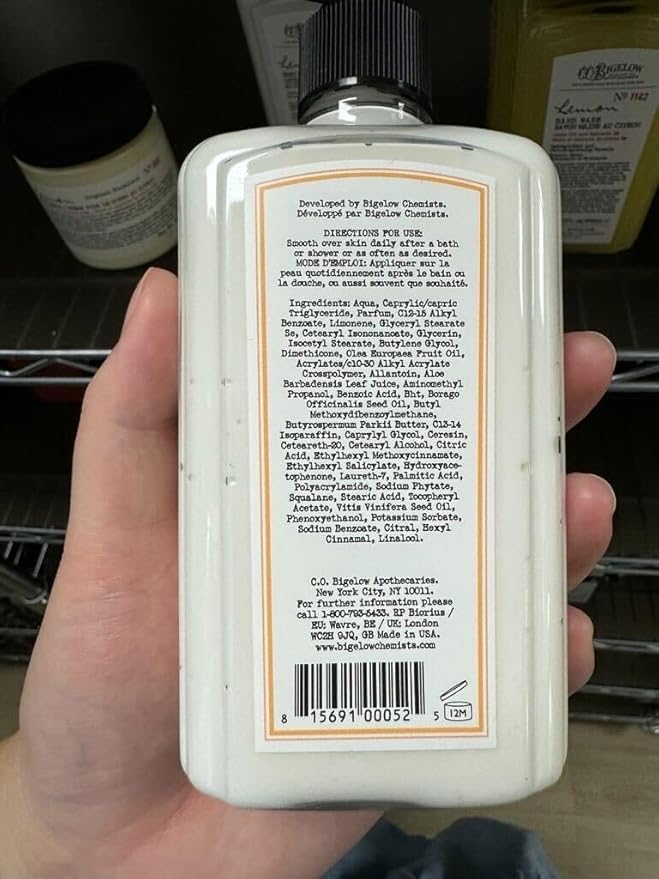 C.O. BIGELOW
Nº 1142
Lemon
HAND WASH
Developed by Bigelow Chemists.
Développé par Bigelow Chemists.
DIRECTIONS FOR USE:
Smooth over skin daily after a bath
or shower or as often as desired.
MODE D'EMPLOI: Appliquer sur la
peau quotidiennement après le bain ou
la douche, ou aussi souvent que souhaité.
Ingredients: Aqua, Caprylic/capric
Triglyceride, Parfum, C12-15 Alkyl
Benzoate, Limonene, Glyceryl Stearate
Se, Cetearyl Isononanoate, Glycerin,
Isocetyl Stearate, Butylene Glycol,
Dimethicone, Olea Europaea Fruit Oil,
Acrylates/c10-30 Alkyl Acrylate
Crosspolymer, Allantoin, Aloe
Barbadensis Leaf Juice, Aminomethyl
Propanol, Benzoic Acid, Bht, Borago
Officinalis Seed Oil, Butyl
Methoxydibenzoylmethane,
Butyrospermum Parkii Butter, C13-14
Isoparaffin, Caprylyl Glycol, Ceresin,
Ceteareth-20, Cetearyl Alcohol, Citric
Acid, Ethylhexyl Methoxycinnamate,
Ethylhexyl Salicylate, Hydroxyace-
tophenone, Laureth-7, Palmitic Acid,
Polyacrylamide, Sodium Phytate,
Squalane, Stearic Acid, Tocopheryl
Acetate, Vitis Vinifera Seed Oil,
Phenoxyethanol, Potassium Sorbate,
Sodium Benzoate, Citral, Hexyl
Cinnamal, Linalool.
C.O. Bigelow Apothecaries.
New York City, NY 10011.
For further information please
call 1-800-793-5433. RP Biorius /
EU: Wavre, BE / UK: London
WC2H 9JQ, GB Made in USA.
www.bigelowchemists.com
8 15691 00052 5
12M